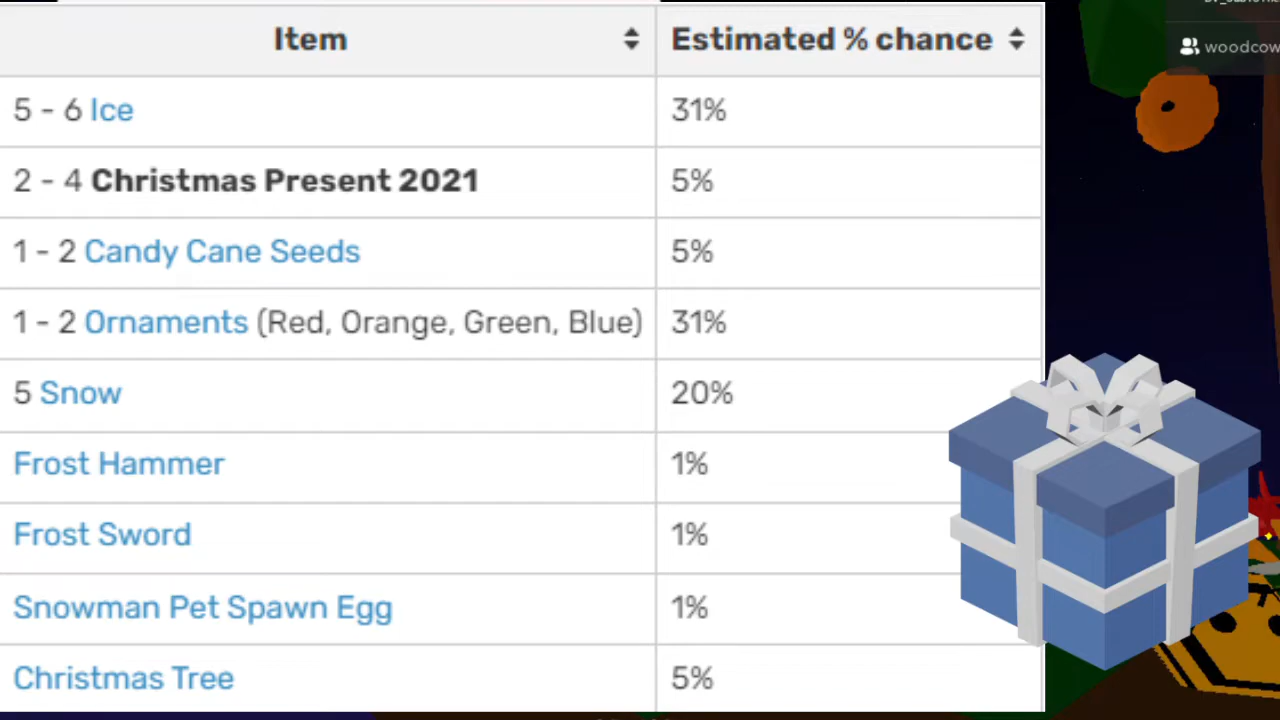 Item Estimated % chance
5 - 6 Ice 31%
2 - 4 Christmas Present 2021 5%
1 - 2 Candy Cane Seeds 5%
1 - 2 Ornaments (Red, Orange, Green, Blue) 31%
5 Snow 20%
Frost Hammer 1%
Frost Sword 1%
Snowman Pet Spawn Egg 1%
Christmas Tree 5%
woodcow